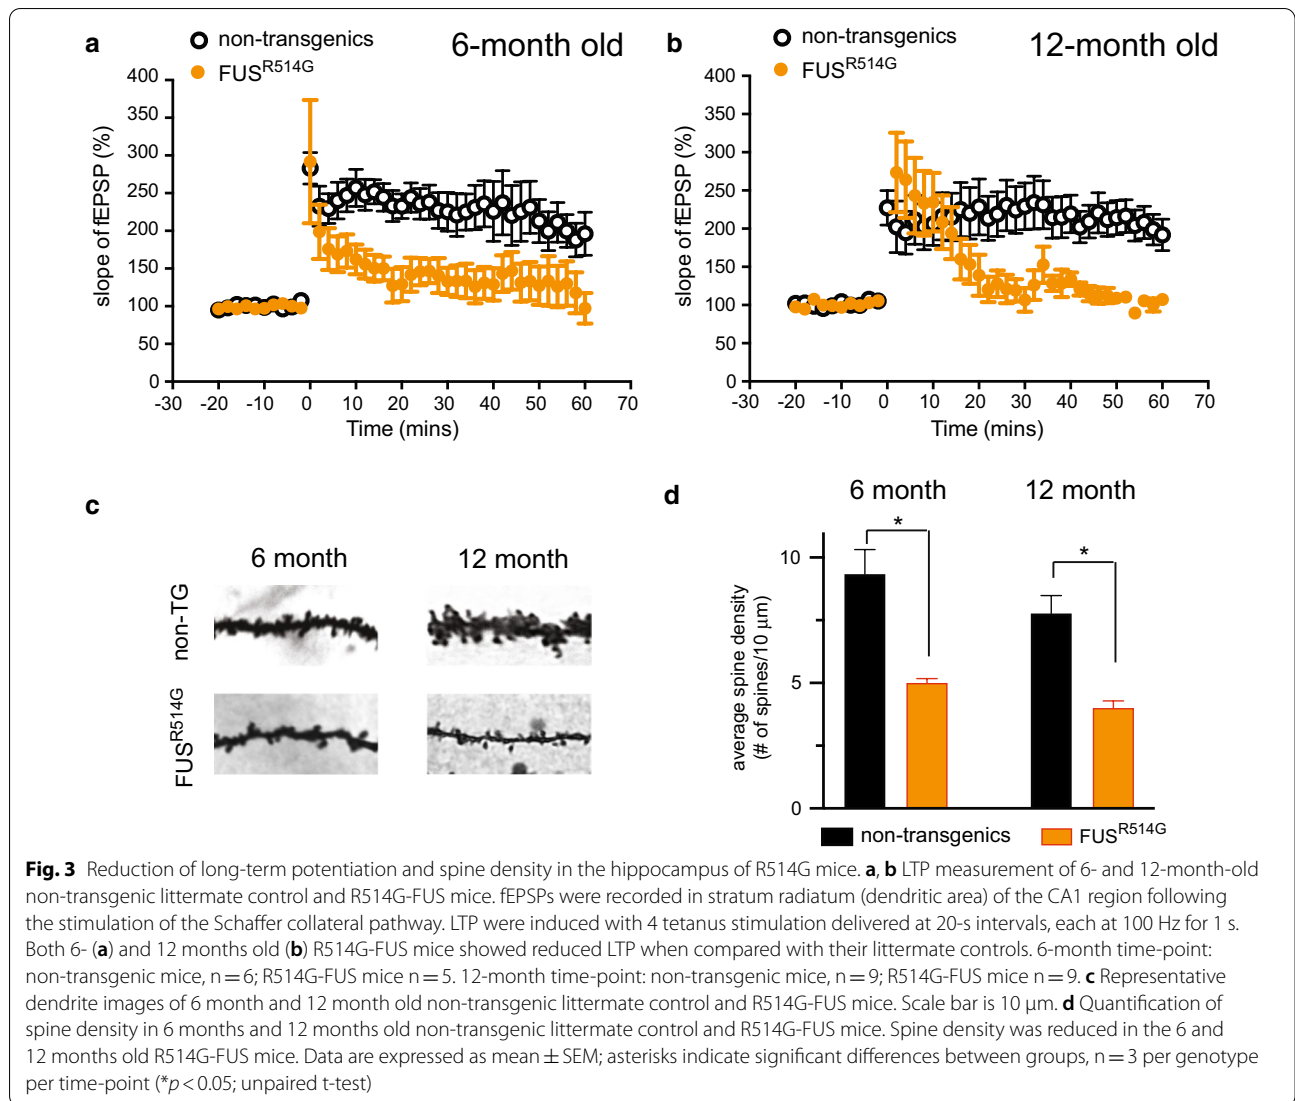 a
non-transgenics
FUS^R514G
6-month old
slope of fEPSP (%)
400
350
300
250
200
150
100
50
0
-30 -20 -10 0 10 20 30 40 50 60 70
Time (mins)
b
non-transgenics
FUS^R514G
12-month old
slope of fEPSP (%)
400
350
300
250
200
150
100
50
0
-30 -20 -10 0 10 20 30 40 50 60 70
Time (mins)
c
6 month 12 month
non-TG
FUS^R514G
d
6 month 12 month
* *
average spine density
(# of spines/10 μm)
10
5
0
non-transgenics FUS^R514G
Fig. 3 Reduction of long-term potentiation and spine density in the hippocampus of R514G mice. a, b LTP measurement of 6- and 12-month-old
non-transgenic littermate control and R514G-FUS mice. fEPSPs were recorded in stratum radiatum (dendritic area) of the CA1 region following
the stimulation of the Schaffer collateral pathway. LTP were induced with 4 tetanus stimulation delivered at 20-s intervals, each at 100 Hz for 1 s.
Both 6- (a) and 12 months old (b) R514G-FUS mice showed reduced LTP when compared with their littermate controls. 6-month time-point:
non-transgenic mice, n = 6; R514G-FUS mice n = 5. 12-month time-point: non-transgenic mice, n = 9; R514G-FUS mice n = 9. c Representative
dendrite images of 6 month and 12 month old non-transgenic littermate control and R514G-FUS mice. Scale bar is 10 μm. d Quantification of
spine density in 6 months and 12 months old non-transgenic littermate control and R514G-FUS mice. Spine density was reduced in the 6 and
12 months old R514G-FUS mice. Data are expressed as mean ± SEM; asterisks indicate significant differences between groups, n = 3 per genotype
per time-point (*p < 0.05; unpaired t-test)